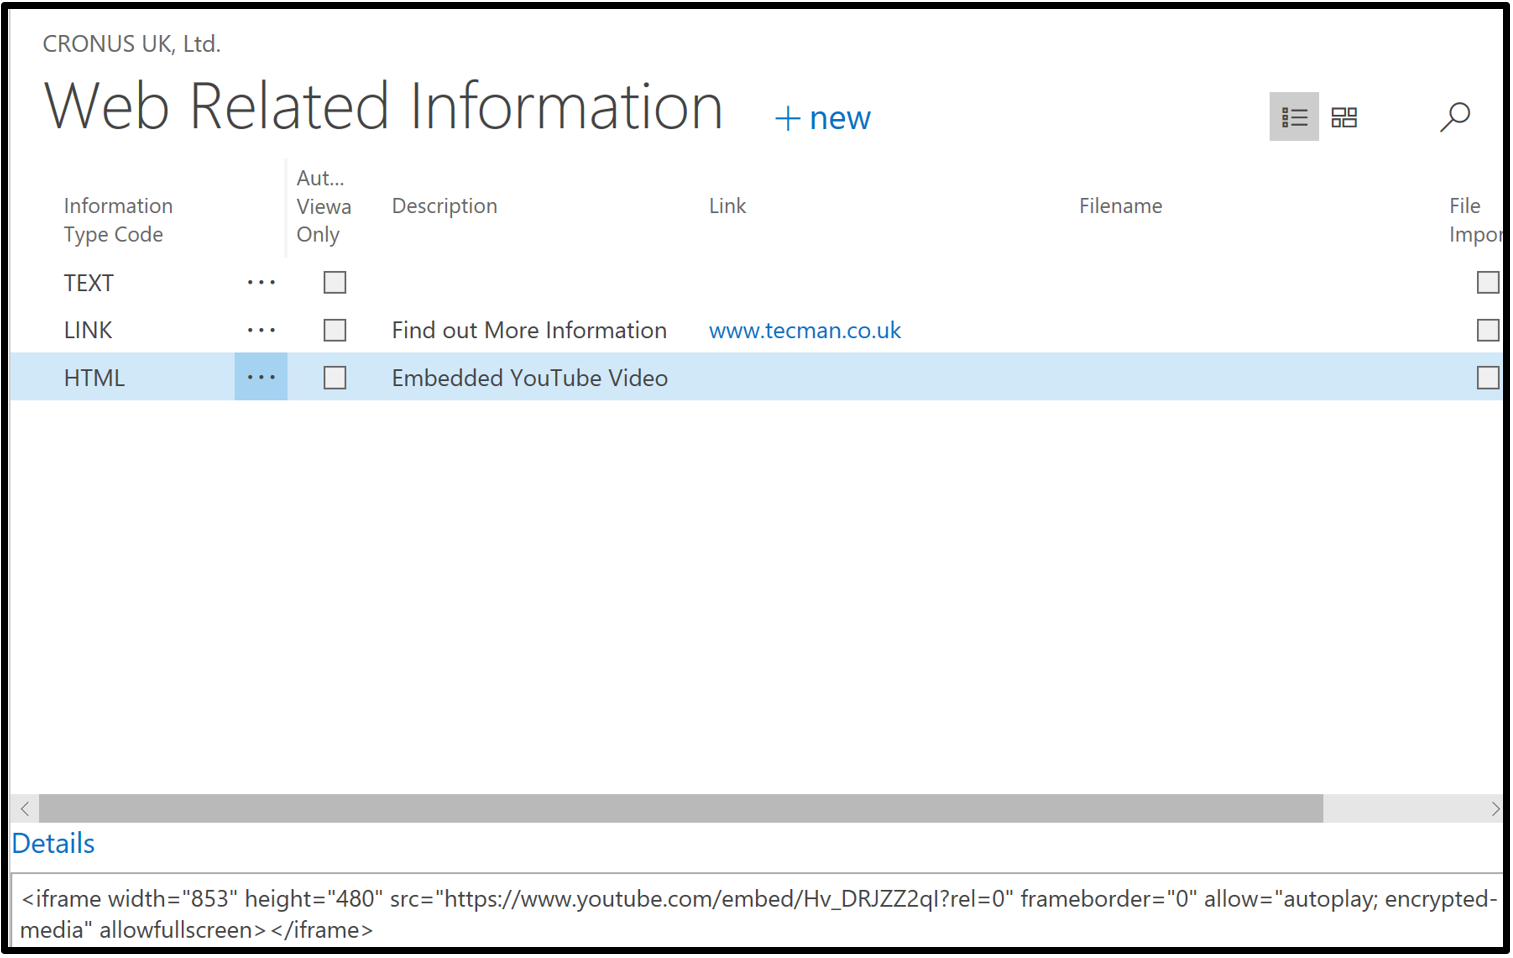 CRONUS UK, Ltd.
Web Related Information
+ new
Information Type Code
Aut... Viewa Only
Description
Link
Filename
File Impor
TEXT ...
LINK ... Find out More Information www.tecman.co.uk
HTML ... Embedded YouTube Video
Details
<iframe width="853" height="480" src="https://www.youtube.com/embed/Hv_DRJZZ2qI?rel=0" frameborder="0" allow="autoplay; encrypted-
media" allowfullscreen></iframe>